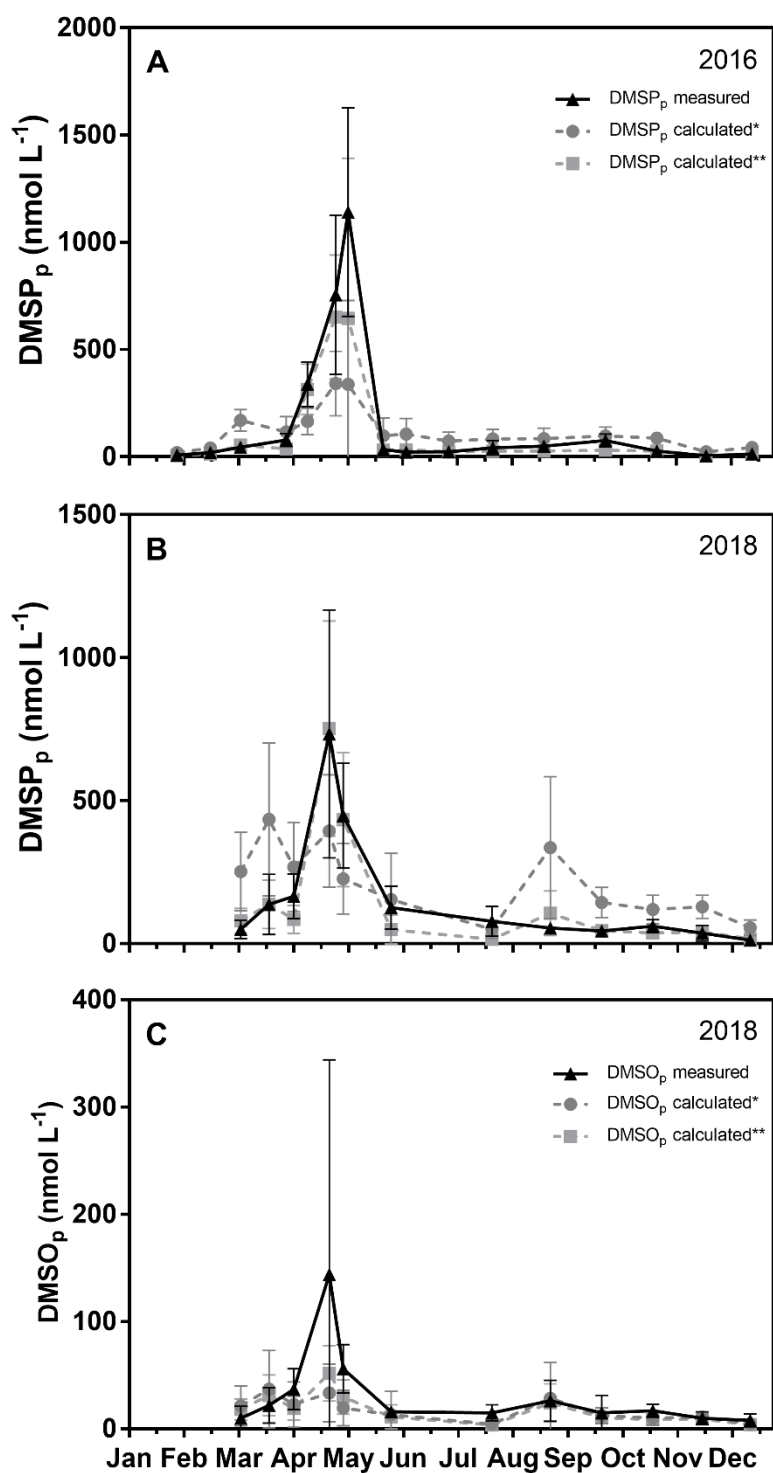 A
2016
DMSPp measured
DMSPp calculated*
DMSPp calculated**
DMSPp (nmol L-1)
2000
1500
1000
500
0
B
2018
DMSPp (nmol L-1)
1500
1000
500
0
C
2018
DMSOp measured
DMSOp calculated*
DMSOp calculated**
DMSOp (nmol L-1)
400
300
200
100
0
Jan Feb Mar Apr May Jun Jul Aug Sep Oct Nov Dec